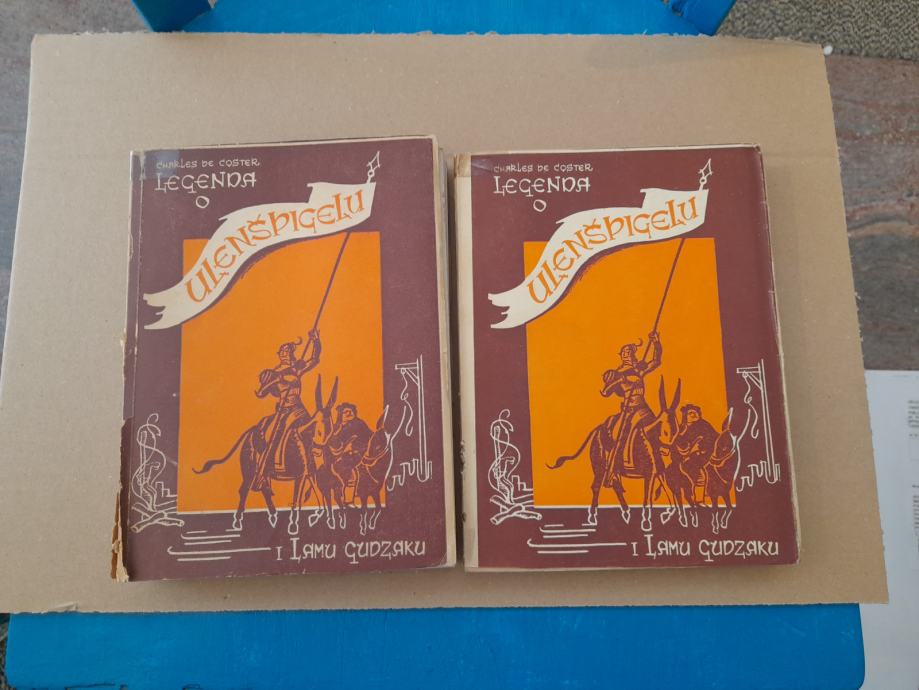 CHARLES DE COSTER
LEGENDA
O
ULENŠPIGELU
I LAMU GUDZAKU
CHARLES DE COSTER
LEGENDA
O
ULENŠPIGELU
I LAMU GUDZAKU